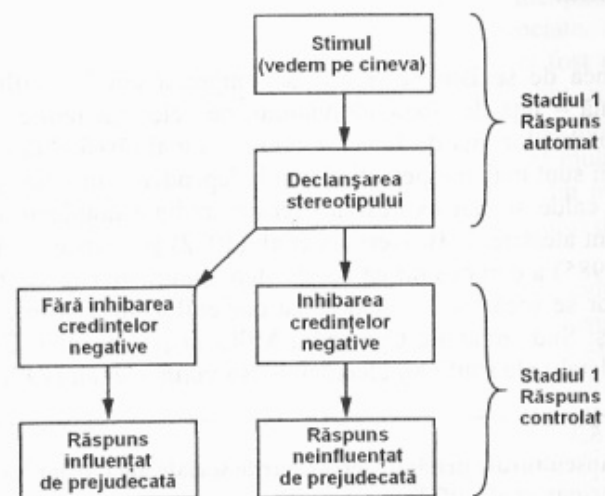 Stimul
(vedem pe cineva)
Stadiul 1
Răspuns
automat
Declanşarea
stereotipului
Fără inhibarea
credinţelor
negative
Inhibarea
credinţelor
negative
Stadiul 1
Răspuns
controlat
Răspuns
influenţat
de prejudecată
Răspuns
neinfluenţat
de prejudecată